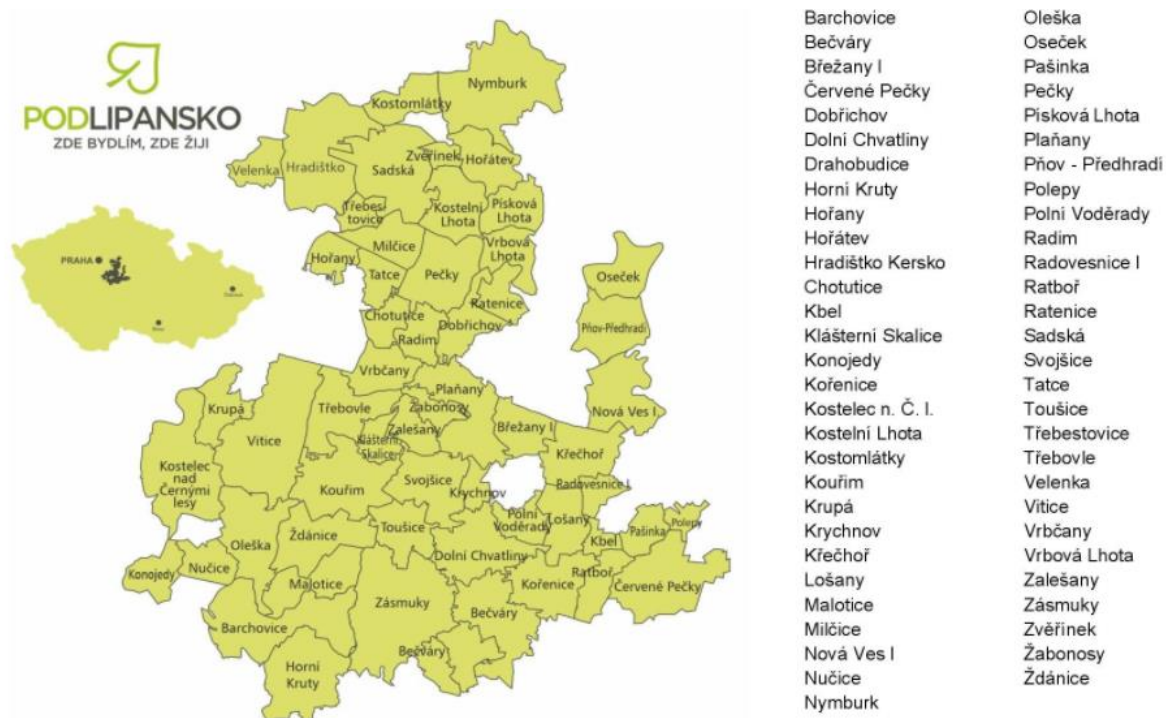 PODLIPANSKO
ZDE BYDLÍM, ZDE ŽIJI
PRAHA
Nymburk
Kostomlátky
Velenka
Hradištko
Sadská
Zvěřínek
Hořátev
Třebes-
tovice
Kostelní
Lhota
Písková
Lhota
Hořany
Milčice
Tatce
Pečky
Vrbová
Lhota
Oseček
Ratenice
Chotutice
Radim
Dobřichov
Pňov-Předhradí
Vrbčany
Plaňany
Krupá
Vitice
Třebovle
Žabonosy
Zalešany
Klášterní
Skalice
Břežany I
Nová Ves I
Křečhoř
Kostelec
nad
Černými
lesy
Kouřim
Svojšice
Krychnov
Radovesnice I
Polní
Voděrady
Lošany
Kbel
Pašinka
Polepy
Oleška
Ždánice
Toušice
Dolní Chvatliny
Konojedy
Nučice
Malotice
Zásmuky
Kořenice
Ratboř
Červené Pečky
Bečváry
Barchovice
Bečváry
Horní
Kruty
Barchovice
Bečváry
Břežany I
Červené Pečky
Dobřichov
Dolní Chvatliny
Drahobudice
Horní Kruty
Hořany
Hořátev
Hradištko Kersko
Chotutice
Kbel
Klášterní Skalice
Konojedy
Kořenice
Kostelec n. Č. l.
Kostelní Lhota
Kostomlátky
Kouřim
Krupá
Krychnov
Křečhoř
Lošany
Malotice
Milčice
Nová Ves I
Nučice
Nymburk
Oleška
Oseček
Pašinka
Pečky
Písková Lhota
Plaňany
Pňov - Předhradí
Polepy
Polní Voděrady
Radim
Radovesnice I
Ratboř
Ratenice
Sadská
Svojšice
Tatce
Toušice
Třebestovice
Třebovle
Velenka
Vitice
Vrbčany
Vrbová Lhota
Zalešany
Zásmuky
Zvěřínek
Žabonosy
Ždánice